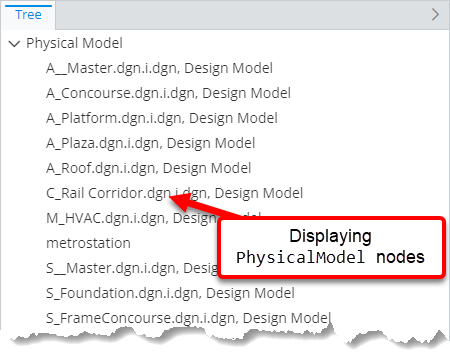 Tree
Physical Model
A__Master.dgn.i.dgn, Design Model
A_Concourse.dgn.i.dgn, Design Model
A_Platform.dgn.i.dgn, Design Model
A_Plaza.dgn.i.dgn, Design Model
A_Roof.dgn.i.dgn, Design Model
C_Rail Corridor.dgn.i.dgn, Design Model
M_HVAC.dgn.i.dgn, Design Model
metrostation
S__Master.dgn.i.dgn, Design
S_Foundation.dgn.i.dgn, Design Model
S_FrameConcourse.dgn.i.dgn, Design Model
Displaying
PhysicalModel nodes